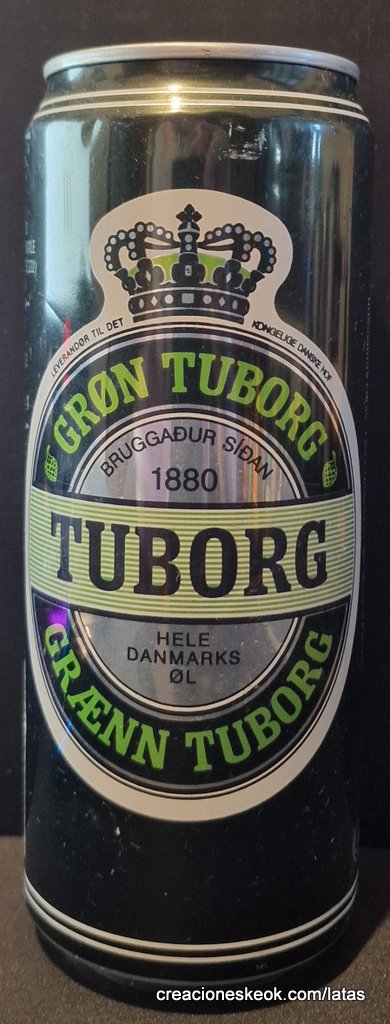 LEVERANDØR TIL DET
KONGELIGE DANSKE HOF
GRØN TUBORG
BRUGGAÐUR SÍÐAN
1880
TUBORG
HELE
DANMARKS
ØL
GRÆNN TUBORG
creacioneskeok.com/latas